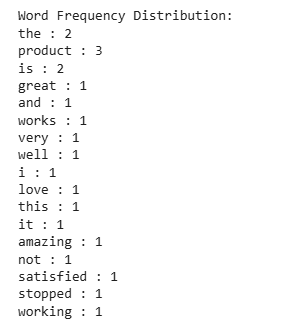 Word Frequency Distribution:
the : 2
product : 3
is : 2
great : 1
and : 1
works : 1
very : 1
well : 1
i : 1
love : 1
this : 1
it : 1
amazing : 1
not : 1
satisfied : 1
stopped : 1
working : 1